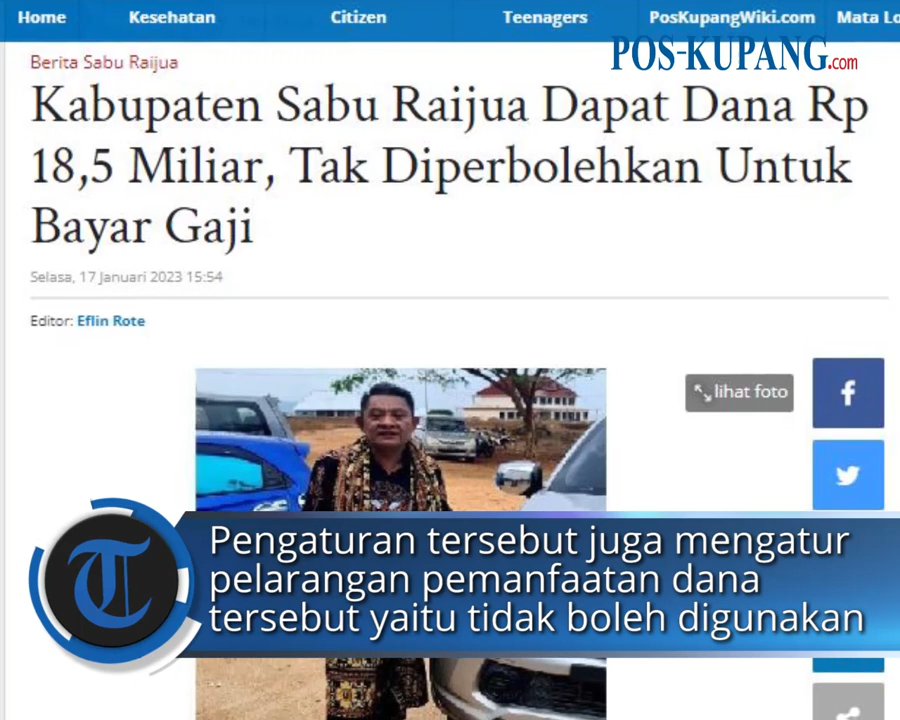 Home Kesehatan Citizen Teenagers PosKupangWiki.com Mata Lo
POS-KUPANG.com
Berita Sabu Raijua
Kabupaten Sabu Raijua Dapat Dana Rp
18,5 Miliar, Tak Diperbolehkan Untuk
Bayar Gaji
Selasa, 17 Januari 2023 15:54
Editor: Eflin Rote
lihat foto
Pengaturan tersebut juga mengatur
pelarangan pemanfaatan dana
tersebut yaitu tidak boleh digunakan